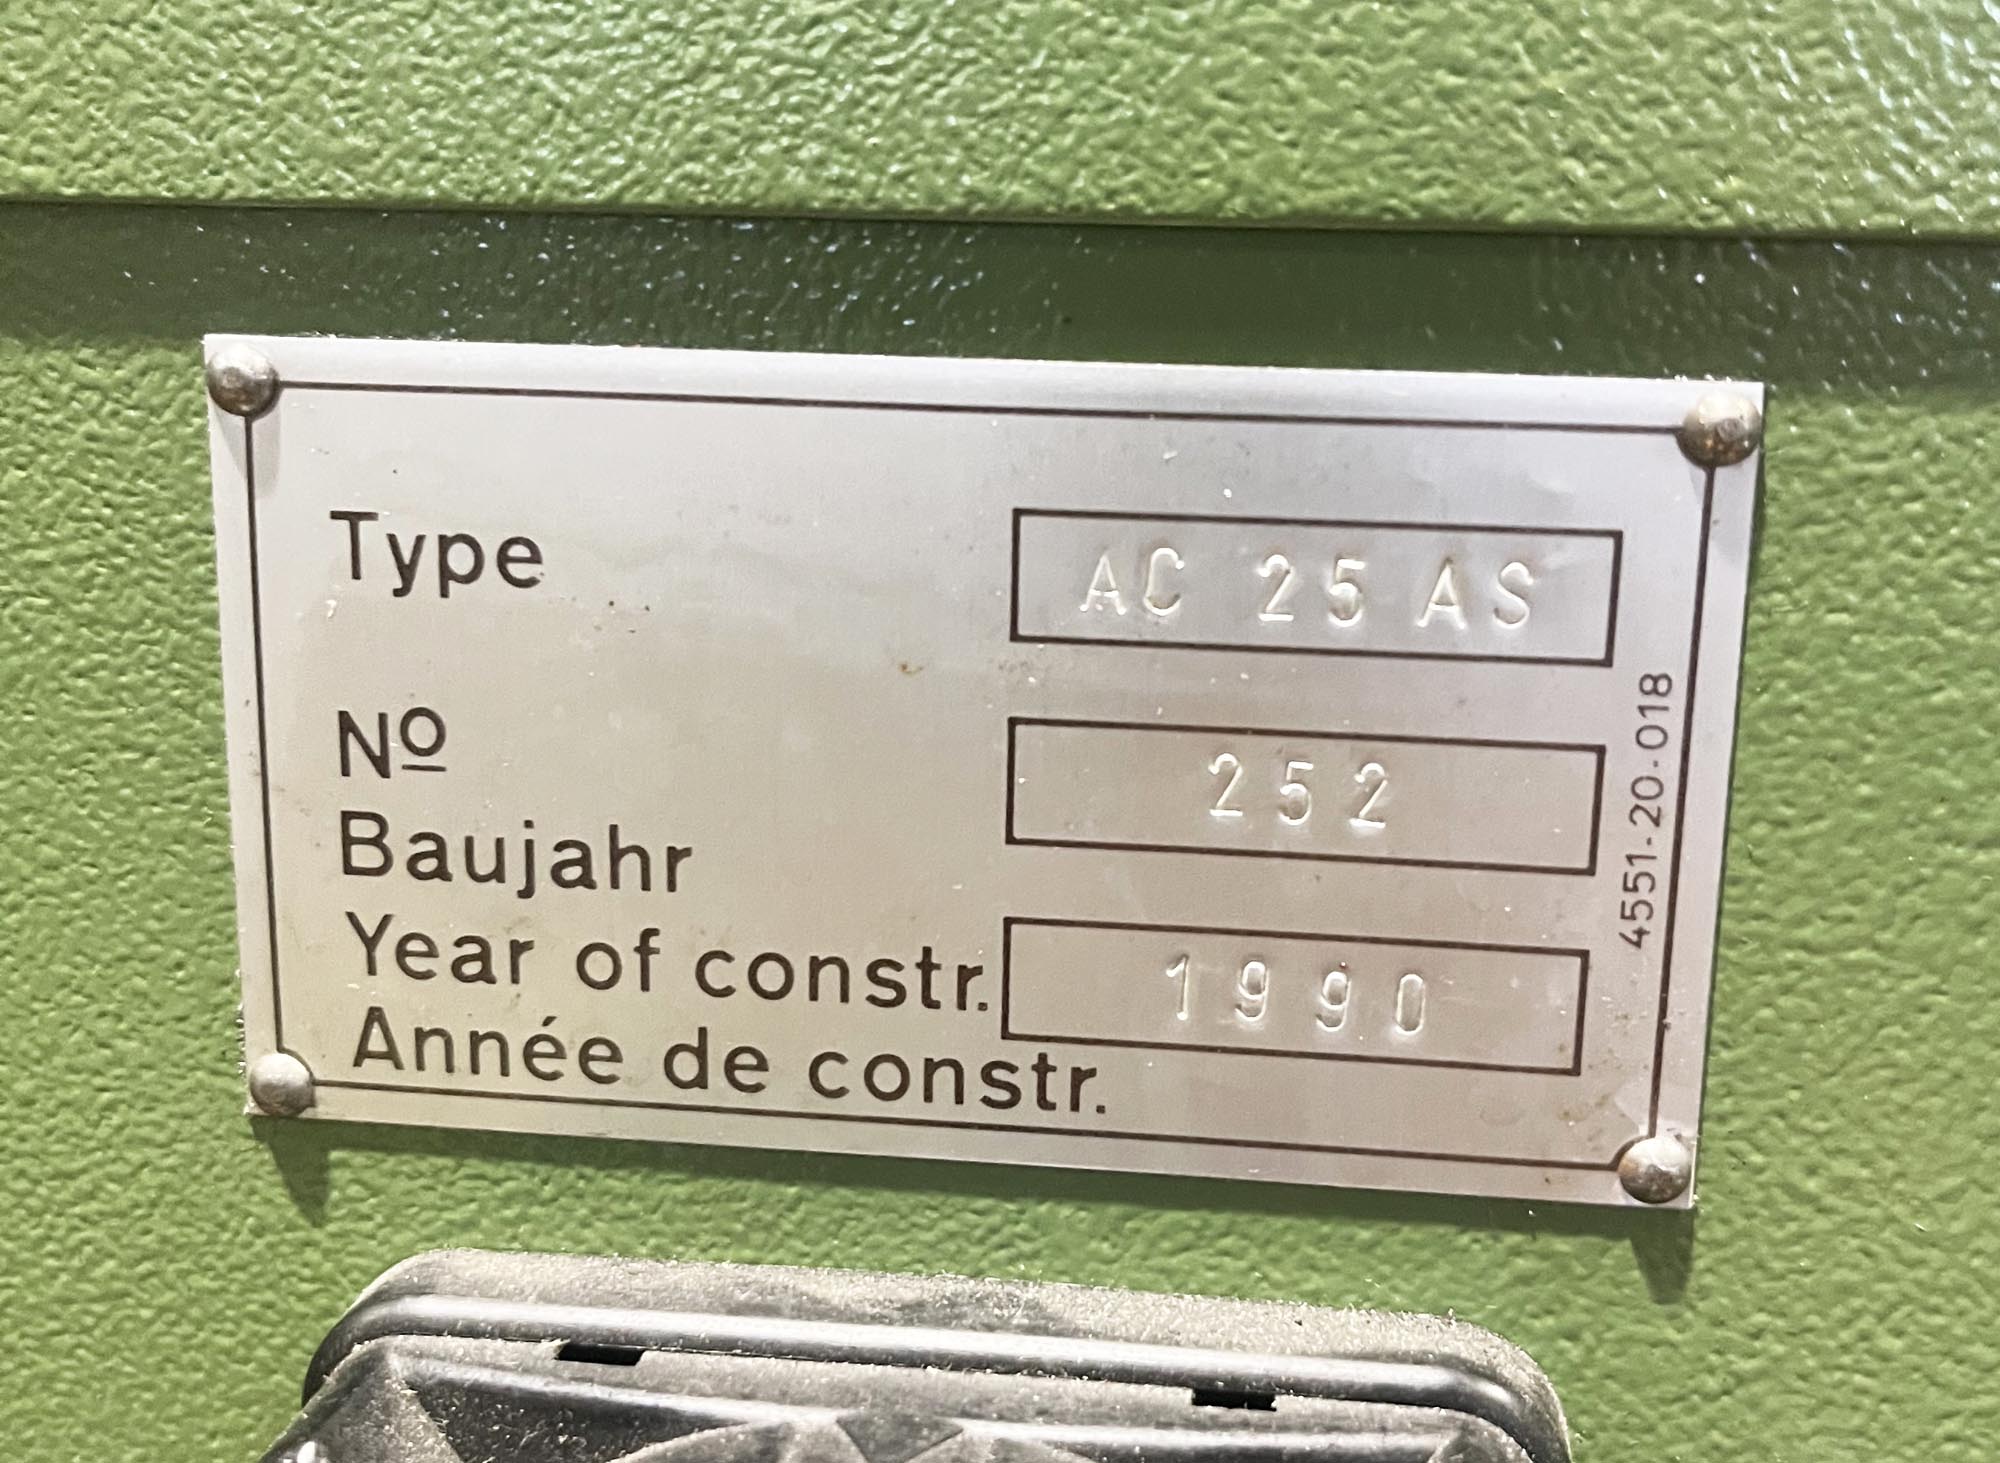 Type AC 25 AS
Nº 252
Baujahr
Year of constr. 1990
Année de constr.
4551-20-018